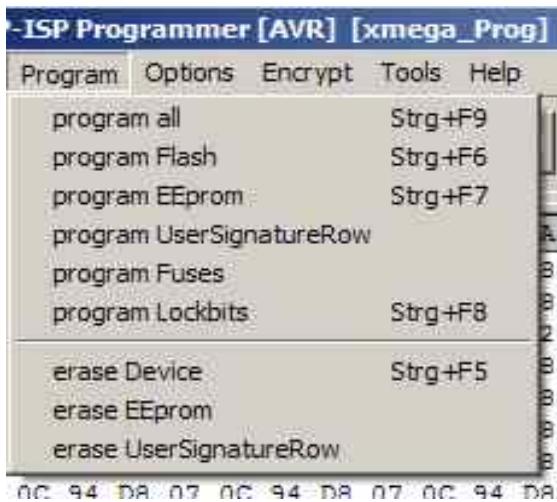 -ISP Programmer [AVR] [xmega_Prog]
Program Options Encrypt Tools Help
program all Strg+F9
program Flash Strg+F6
program EEprom Strg+F7
program UserSignatureRow
program Fuses
program Lockbits Strg+F8
erase Device Strg+F5
erase EEprom
erase UserSignatureRow
0C 94 D8 07 0C 94 D8 07 0C 94 D8